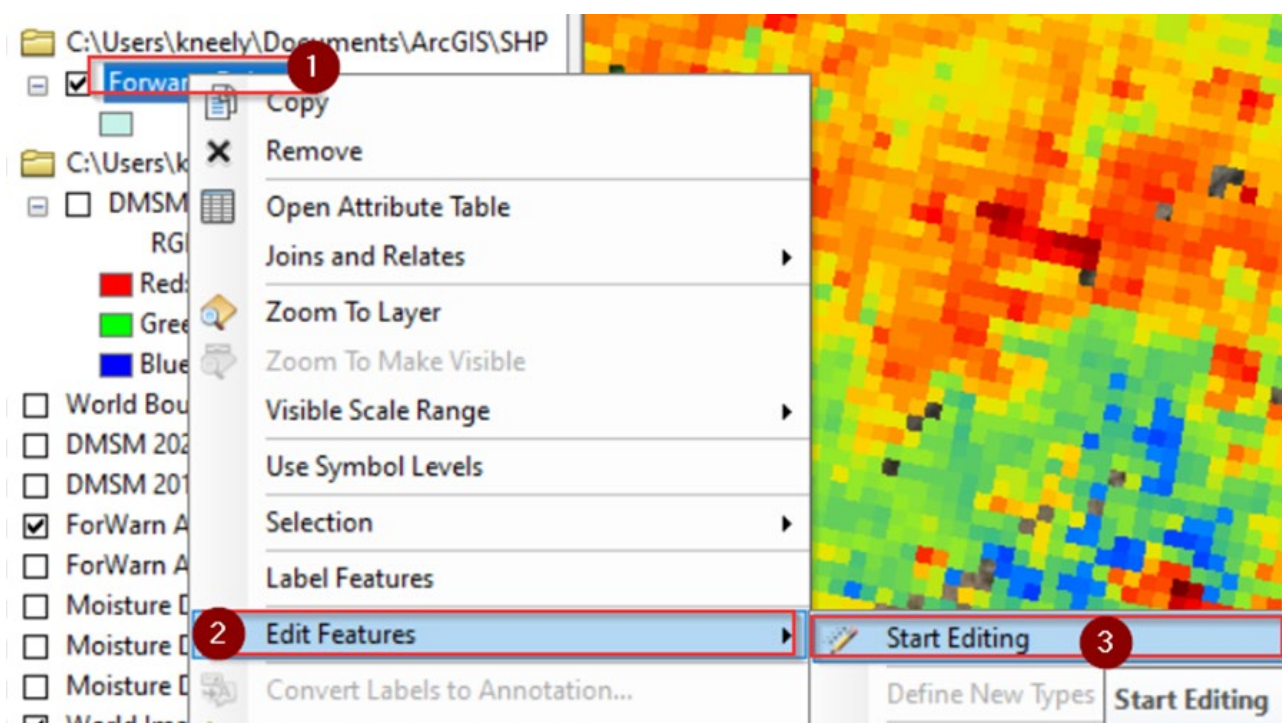 C:\Users\kneely\Documents\ArcGIS\SHP
1
Copy
C:\Users\k
Remove
DMSM
Open Attribute Table
Joins and Relates
Zoom To Layer
Zoom To Make Visible
World Bou
Visible Scale Range
DMSM
Use Symbol Levels
DMSM 201
ForWarn A
Selection
ForWarn A
Label Features
Moisture D
2
Edit Features
3
Start Editing
Moisture D
Moisture D
Convert Labels to Annotation...
Define New Types
Start Editing